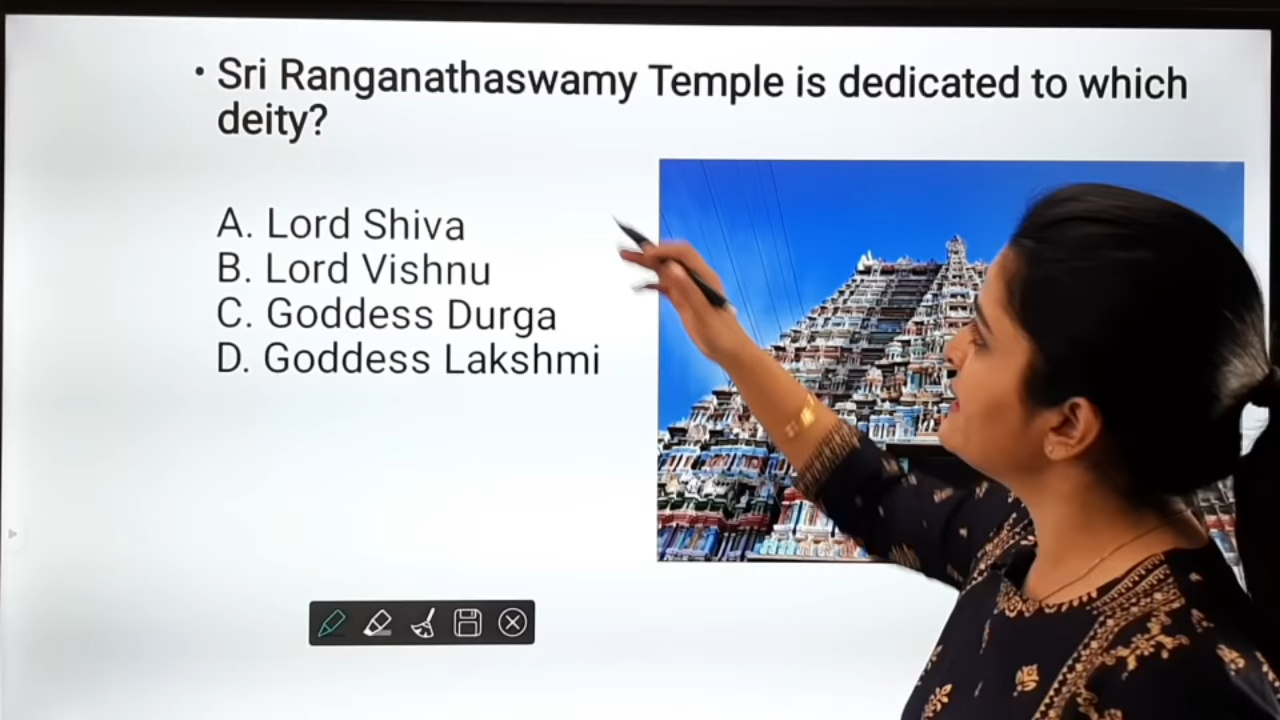 • Sri Ranganathaswamy Temple is dedicated to which
deity?
A. Lord Shiva
B. Lord Vishnu
C. Goddess Durga
D. Goddess Lakshmi